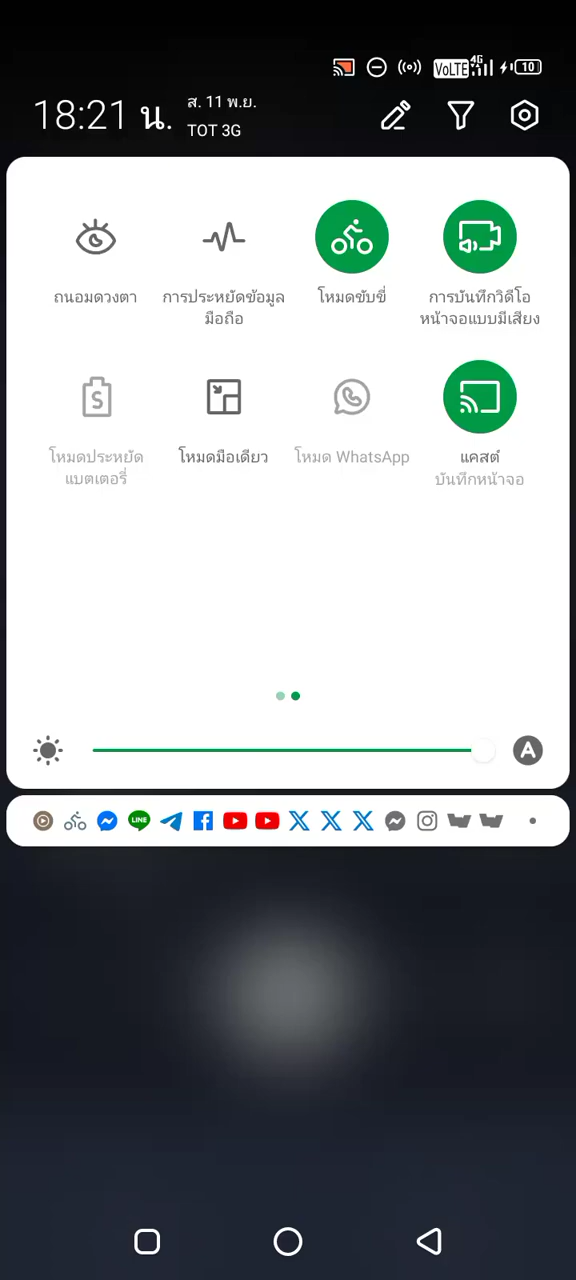 VoLTE 4G 10
18:21 น. ส. 11 พ.ย.
TOT 3G
ถนอมดวงตา
การประหยัดข้อมูล
มือถือ
โหมดขับขี่
การบันทึกวิดีโอ
หน้าจอแบบมีเสียง
S
โหมดประหยัด
แบตเตอรี่
โหมดมือเดียว
โหมด WhatsApp
แคสต์
บันทึกหน้าจอ
A
LINE